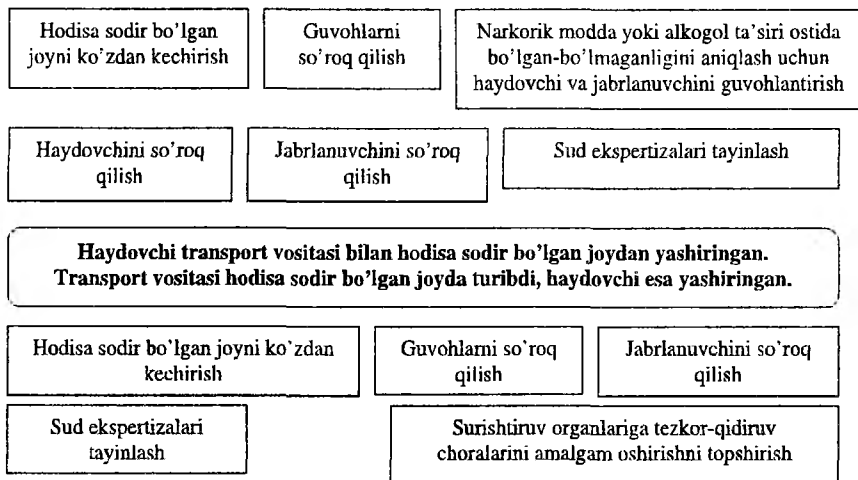 Hodisa sodir bo’lgan
joyni ko’zdan kechirish
Guvohlarni
so’roq qilish
Narkorik modda yoki alkogol ta’siri ostida
bo’lgan-bo’lmaganligini aniqlash uchun
haydovchi va jabrlanuvchini guvohlantirish
Haydovchini so’roq
qilish
Jabrlanuvchini so’roq
qilish
Sud ekspertizalari tayinlash
Haydovchi transport vositasi bilan hodisa sodir bo’lgan joydan yashiringan.
Transport vositasi hodisa sodir bo’lgan joyda turibdi, haydovchi esa yashiringan.
Hodisa sodir bo’lgan joyni ko’zdan
kechirish
Guvohlarni so’roq
qilish
Jabrlanuvchini so’roq
qilish
Sud ekspertizalari
tayinlash
Surishtiruv organlariga tezkor-qidiruv
choralarini amalgam oshirishni topshirish